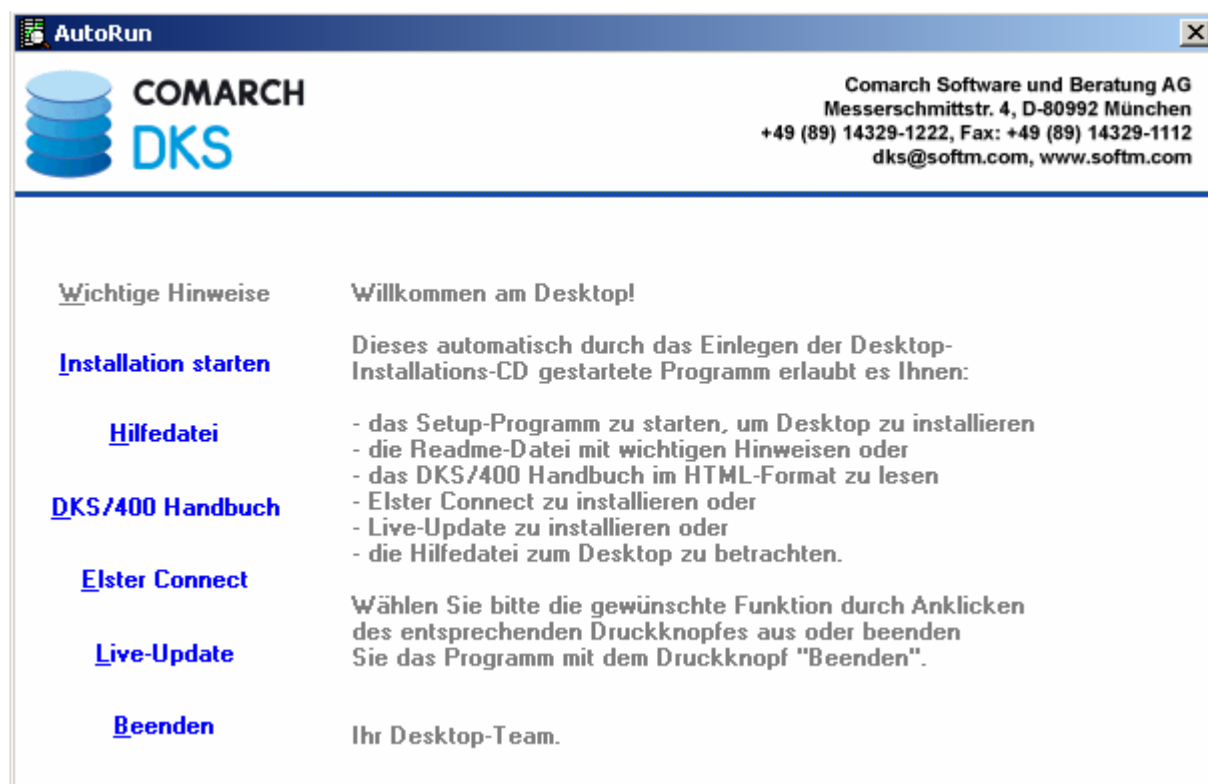 AutoRun
COMARCH
DKS
Comarch Software und Beratung AG
Messerschmittstr. 4, D-80992 München
+49 (89) 14329-1222, Fax: +49 (89) 14329-1112
dks@softm.com, www.softm.com
Wichtige Hinweise
Installation starten
Hilfedatei
DKS/400 Handbuch
Elster Connect
Live-Update
Beenden
Willkommen am Desktop!
Dieses automatisch durch das Einlegen der Desktop-
Installations-CD gestartete Programm erlaubt es Ihnen:
- das Setup-Programm zu starten, um Desktop zu installieren
- die Readme-Datei mit wichtigen Hinweisen oder
- das DKS/400 Handbuch im HTML-Format zu lesen
- Elster Connect zu installieren oder
- Live-Update zu installieren oder
- die Hilfedatei zum Desktop zu betrachten.
Wählen Sie bitte die gewünschte Funktion durch Anklicken
des entsprechenden Druckknopfes aus oder beenden
Sie das Programm mit dem Druckknopf "Beenden".
Ihr Desktop-Team.